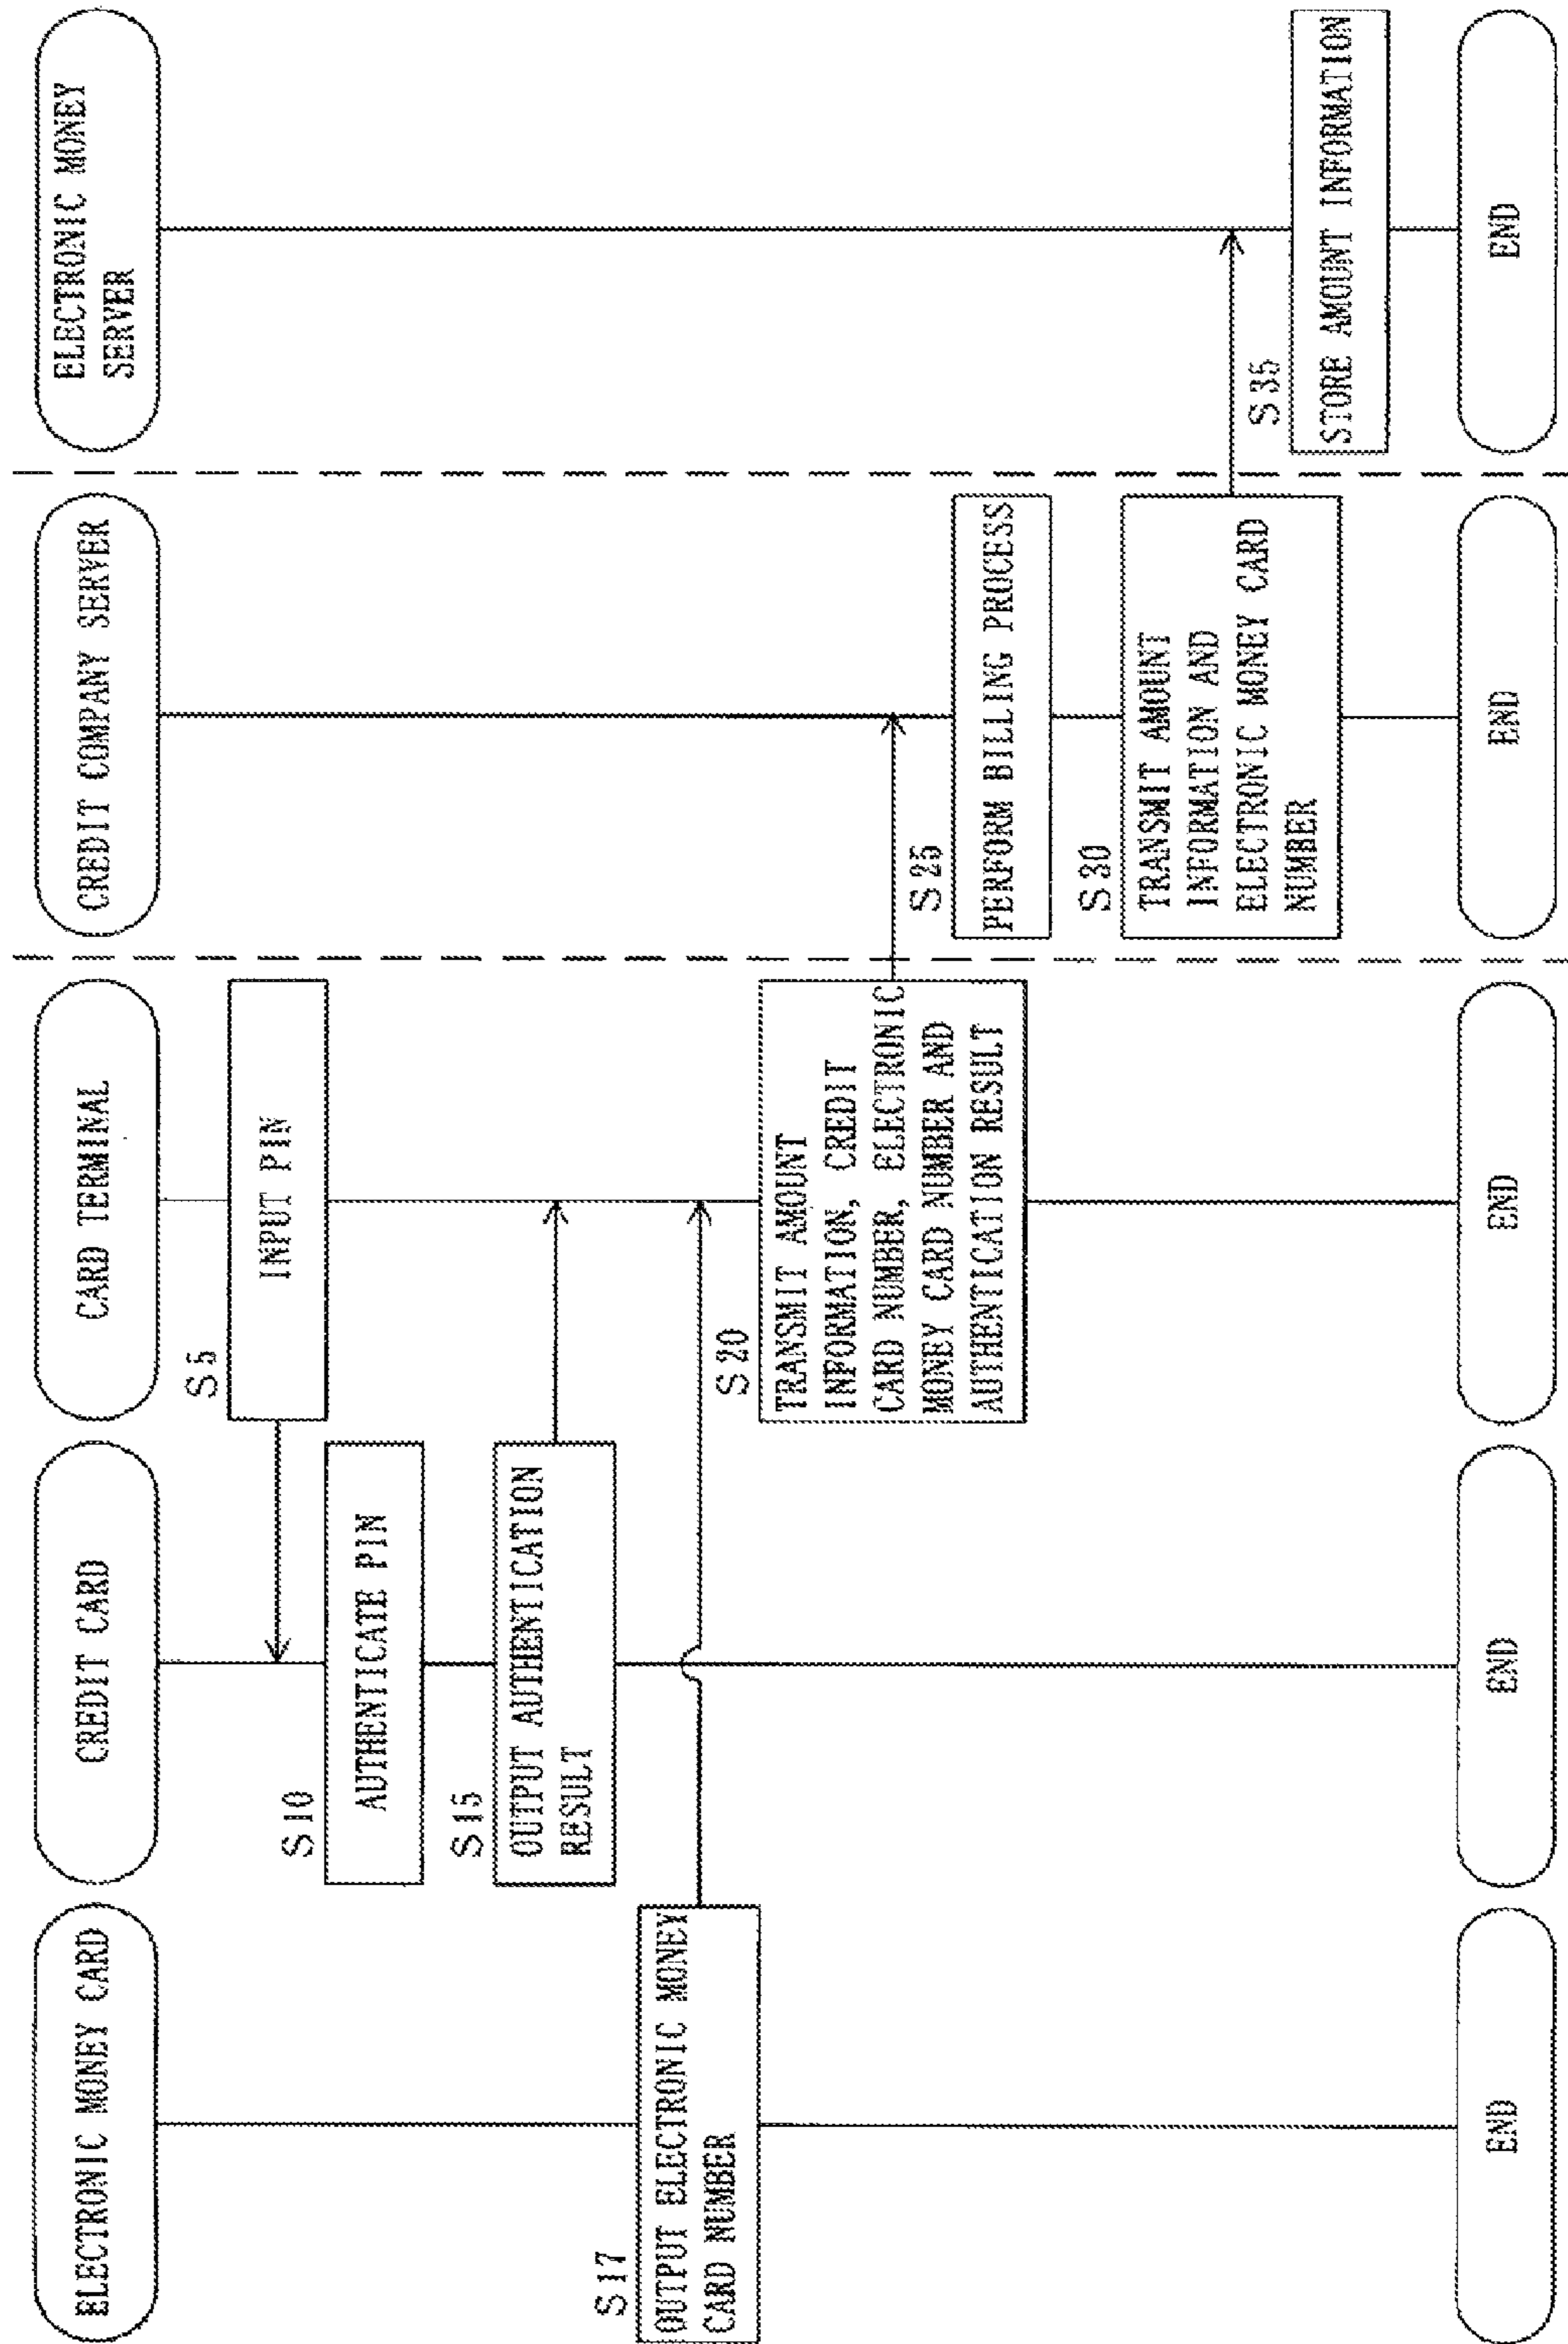 ELECTRONIC MONEY CARD
CREDIT CARD
CARD TERMINAL
CREDIT COMPANY SERVER
ELECTRONIC MONEY
SERVER
S5
INPUT PIN
S10
AUTHENTICATE PIN
S15
OUTPUT AUTHENTICATION
RESULT
S17
OUTPUT ELECTRONIC MONEY
CARD NUMBER
S20
TRANSMIT AMOUNT
INFORMATION, CREDIT
CARD NUMBER, ELECTRONIC
MONEY CARD NUMBER AND
AUTHENTICATION RESULT
S25
PERFORM BILLING PROCESS
S30
TRANSMIT AMOUNT
INFORMATION AND
ELECTRONIC MONEY CARD
NUMBER
S35
STORE AMOUNT INFORMATION
END
END
END
END
END